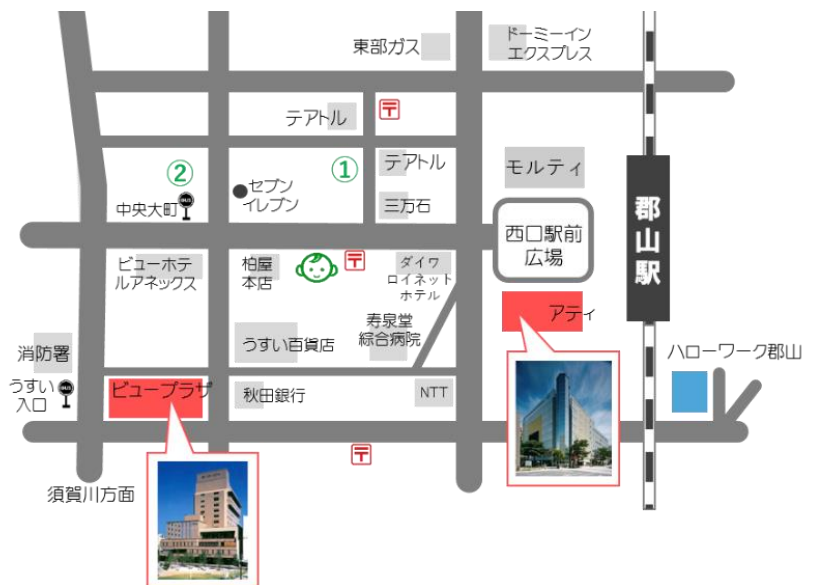 東部ガス
ドーミーイン
エクスプレス
〒
テアトル
②
①
テアトル
モルティ
セブン
イレブン
中央大町
BUS
三万石
西口駅前
広場
郡山駅
ビューホテ
ルアネックス
柏屋
本店
〒
ダイワ
ロイネット
ホテル
アティ
うすい百貨店
寿泉堂
綜合病院
消防署
ハローワーク郡山
うすい
入口
BUS
ビュープラザ
秋田銀行
NTT
〒
須賀川方面